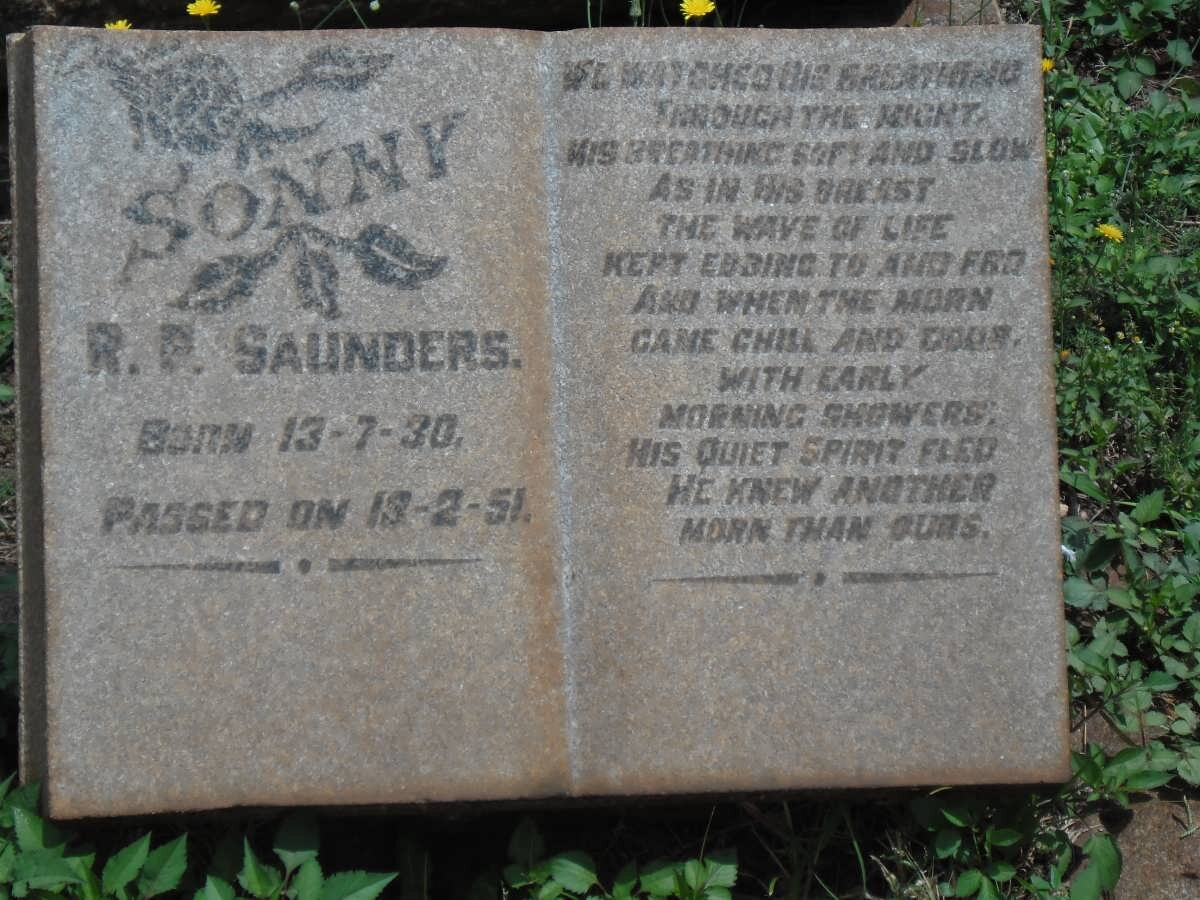 SONNY
R. P. SAUNDERS.
BORN 13-7-30.
PASSED ON 13-2-51.
WE WATCHED HIS BREATHING
THROUGH THE NIGHT,
HIS BREATHING SOFT AND SLOW
AS IN HIS BREAST
THE WAVE OF LIFE
KEPT EBBING TO AND FRO
AND WHEN THE MORN
CAME CHILL AND DOUR,
WITH EARLY
MORNING SHOWERS;
HIS QUIET SPIRIT FLED
HE KNEW ANOTHER
MORN THAN OURS.